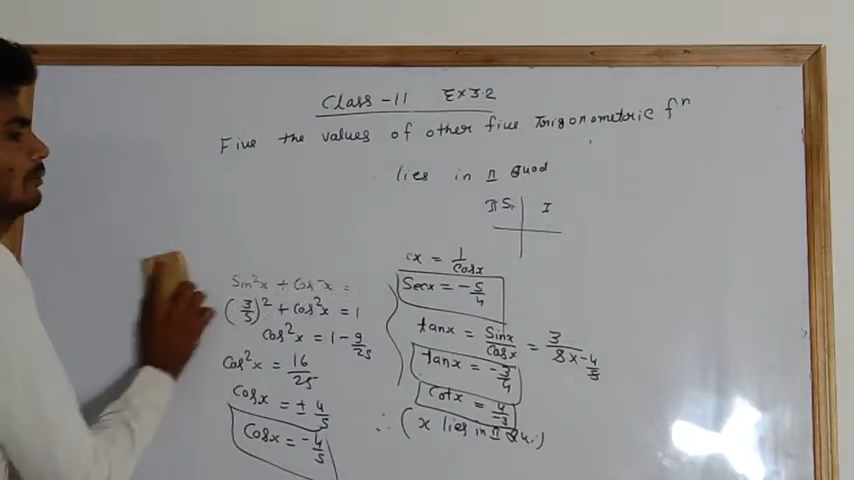 Class - 11 Ex 3.2
Five the values of other five Trigonometric fⁿ
lies in II Quad
II S I
Sin²x + Cos²x =
(3/5)² + cos²x = 1
Cos²x = 1 - 9/25
Cos²x = 16/25
Cosx = ± 4/5
Cosx = -4/5
cx = 1/Cosx
Secx = -5/4
tanx = Sinx/Cosx = 3/5 x -4/5
tanx = -3/4
Cotx = 4/-3
∴ (x lies in II Qu.)